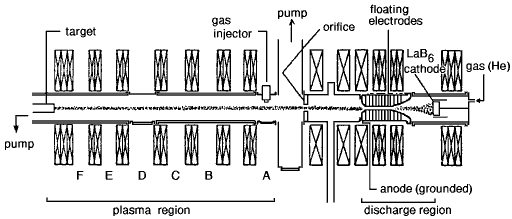 target
gas
injector
pump
orifice
floating
electrodes
LaB6
cathode
gas (He)
pump
F E D C B A
anode (grounded)
plasma region
discharge region